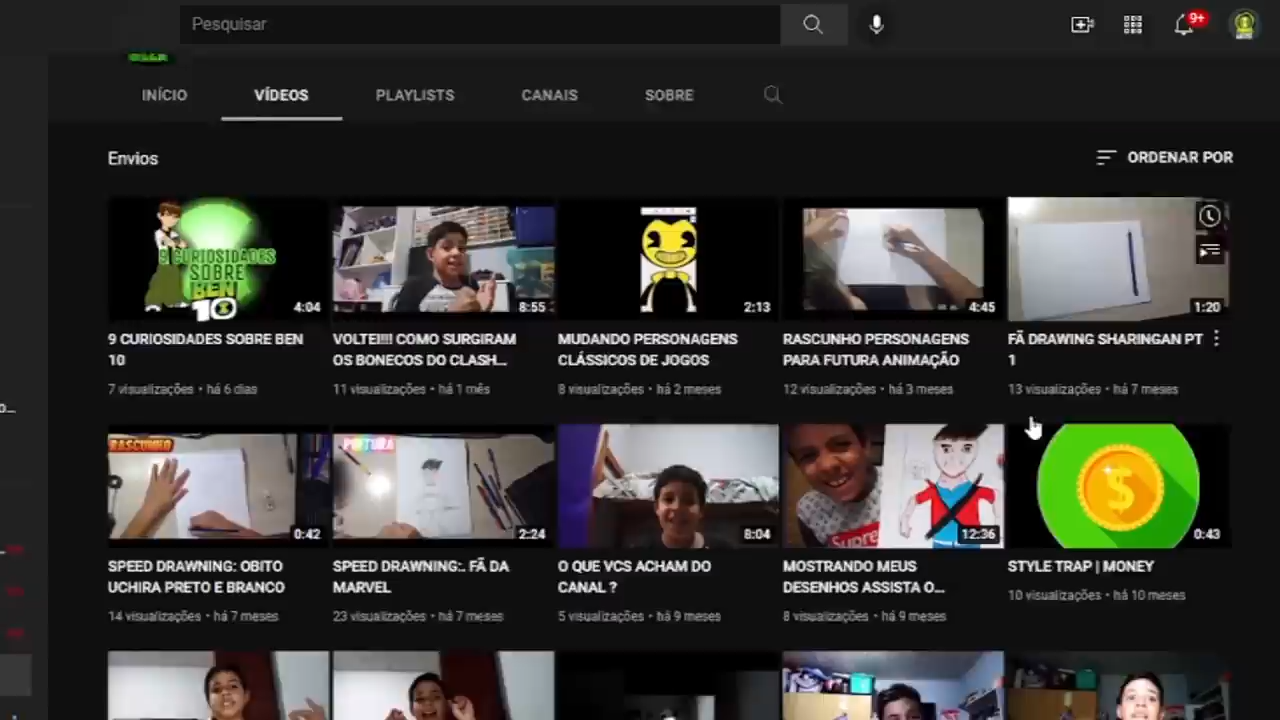 Pesquisar
9+
INÍCIO
VÍDEOS
PLAYLISTS
CANAIS
SOBRE
Envios
ORDENAR POR
9 CURIOSIDADES
SOBRE
BEN
10
4:04
8:55
2:13
4:45
1:20
9 CURIOSIDADES SOBRE BEN
10
7 visualizações • há 6 dias
VOLTEI!!!! COMO SURGIRAM
OS BONECOS DO CLASH...
11 visualizações • há 1 mês
MUDANDO PERSONAGENS
CLÁSSICOS DE JOGOS
8 visualizações • há 2 meses
RASCUNHO PERSONAGENS
PARA FUTURA ANIMAÇÃO
12 visualizações • há 3 meses
FÃ DRAWING SHARINGAN PT
1
13 visualizações • há 7 meses
RASCUNHO
0:42
PINTURA
2:24
8:04
Supre
12:36
0:43
SPEED DRAWNING: OBITO
UCHIRA PRETO E BRANCO
14 visualizações • há 7 meses
SPEED DRAWNING:. FÃ DA
MARVEL
23 visualizações • há 7 meses
O QUE VCS ACHAM DO
CANAL ?
5 visualizações • há 9 meses
MOSTRANDO MEUS
DESENHOS ASSISTA O...
8 visualizações • há 9 meses
STYLE TRAP | MONEY
10 visualizações • há 10 meses